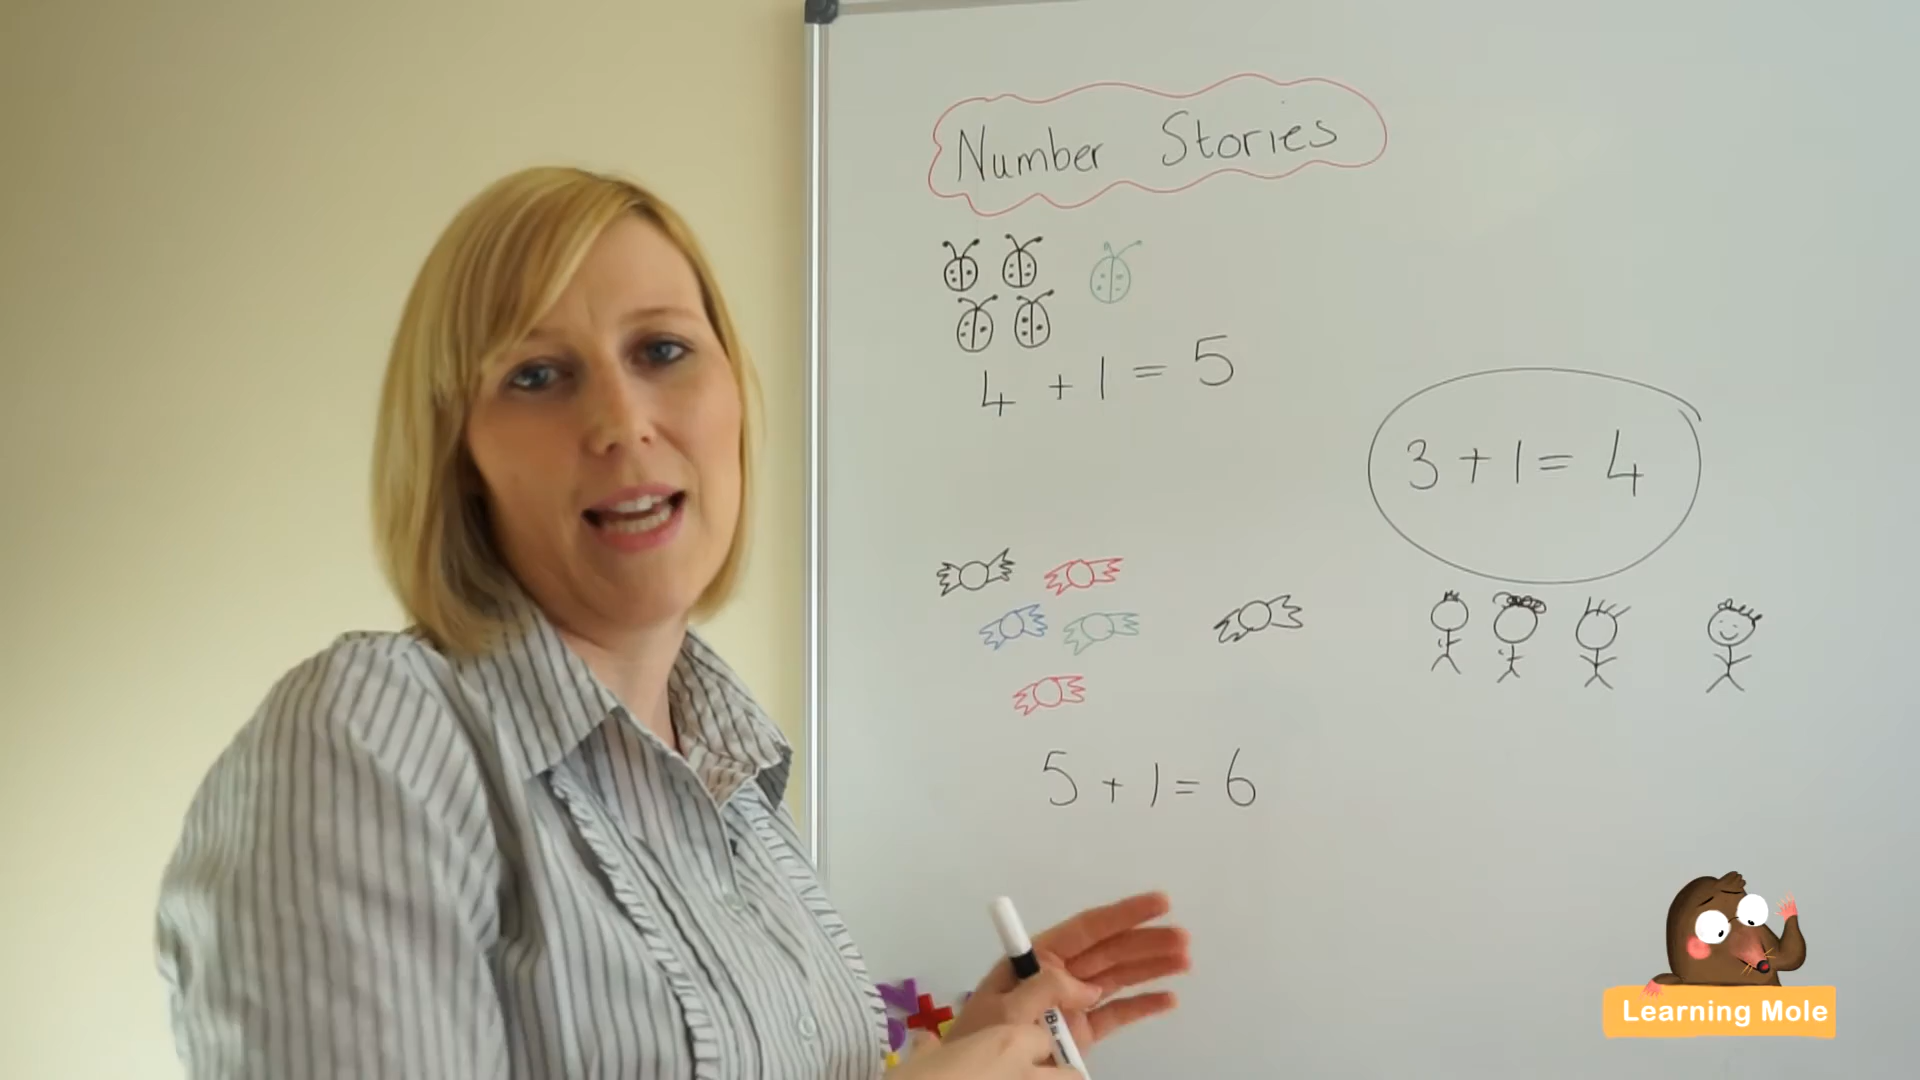 Number Stories
4 + 1 = 5
3 + 1 = 4
5 + 1 = 6
Learning Mole